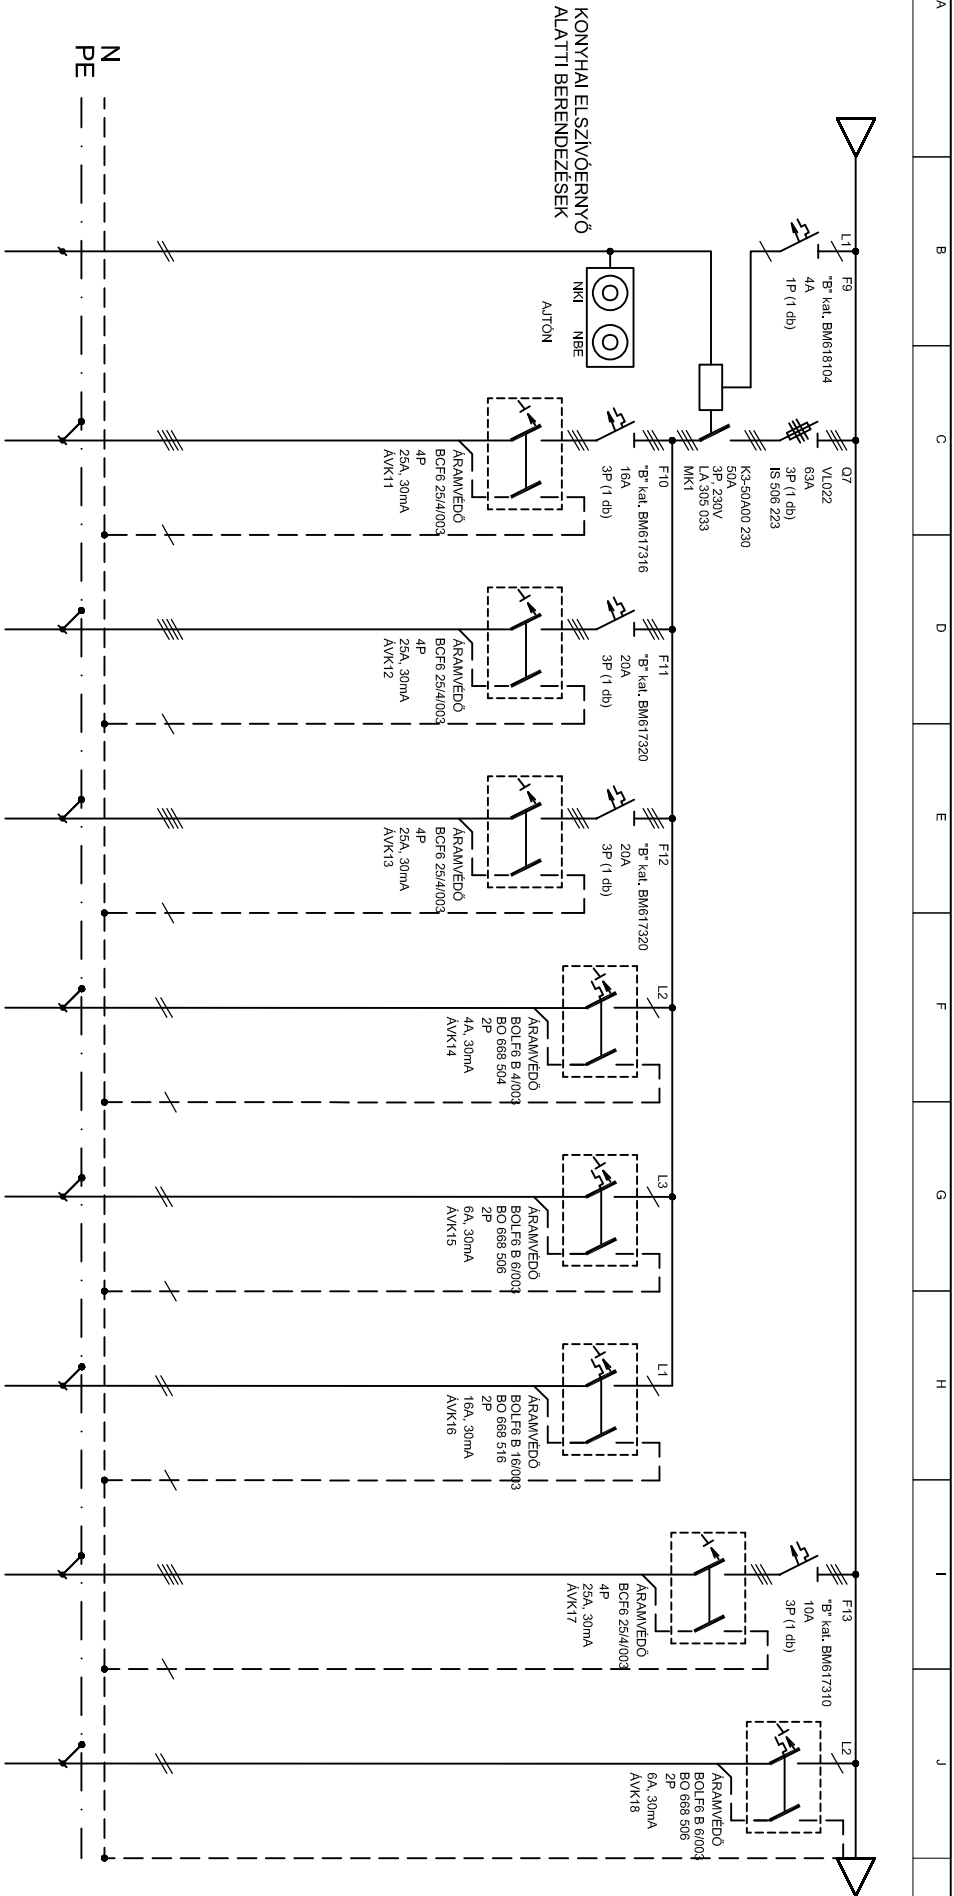 A
B
C
D
E
F
G
H
I
J
KONYHAI ELSZÍVÓERNYŐ
ALATTI BERENDEZÉSEK
N
PE
L1
F9
"B" kat. BM618104
4A
1P (1 db)
NKI
NBE
AJTÓN
Q7
VL022
63A
3P (1 db)
IS 506 223
K3-50A00 230
50A
3P, 230V
LA 305 033
MK1
F10
"B" kat. BM617316
16A
3P (1 db)
ÁRAMVÉDŐ
BCF6 25/4/003
4P
25A, 30mA
ÁVK11
F11
"B" kat. BM617320
20A
3P (1 db)
ÁRAMVÉDŐ
BCF6 25/4/003
4P
25A, 30mA
ÁVK12
F12
"B" kat. BM617320
20A
3P (1 db)
ÁRAMVÉDŐ
BCF6 25/4/003
4P
25A, 30mA
ÁVK13
L2
ÁRAMVÉDŐ
BOLF6 B 4/003
BO 668 504
2P
4A, 30mA
ÁVK14
L3
ÁRAMVÉDŐ
BOLF6 B 6/003
BO 668 506
2P
6A, 30mA
ÁVK15
L1
ÁRAMVÉDŐ
BOLF6 B 16/003
BO 668 516
2P
16A, 30mA
ÁVK16
F13
"B" kat. BM617310
10A
3P (1 db)
ÁRAMVÉDŐ
BCF6 25/4/003
4P
25A, 30mA
ÁVK17
L2
ÁRAMVÉDŐ
BOLF6 B 6/003
BO 668 506
2P
6A, 30mA
ÁVK18